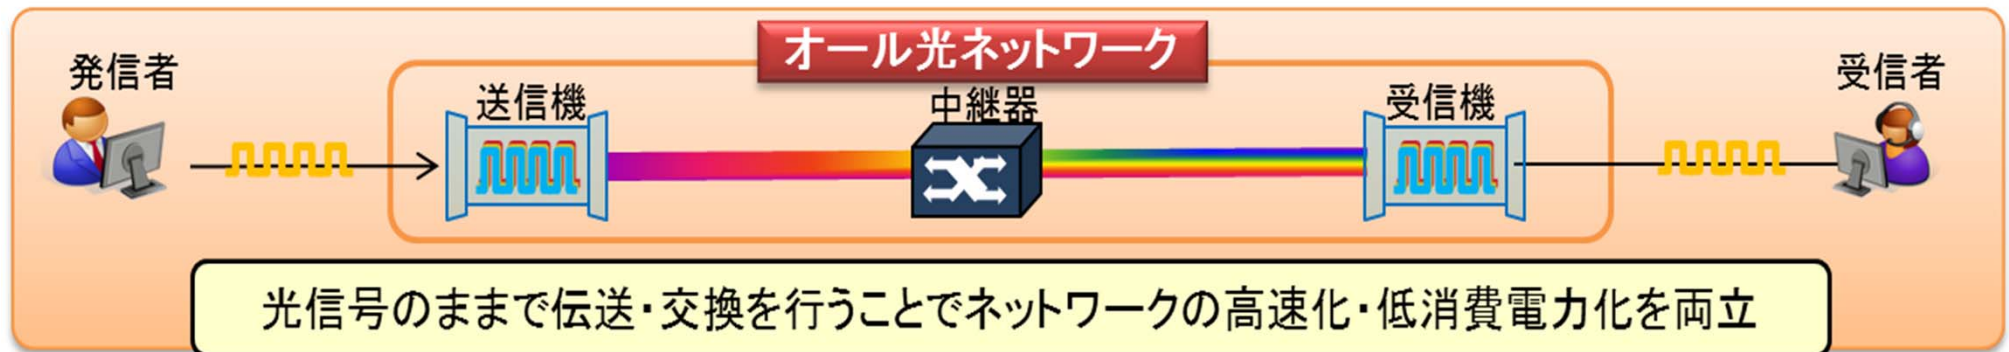 オール光ネットワーク
発信者
送信機
中継器
受信機
受信者
光信号のままで伝送・交換を行うことでネットワークの高速化・低消費電力化を両立